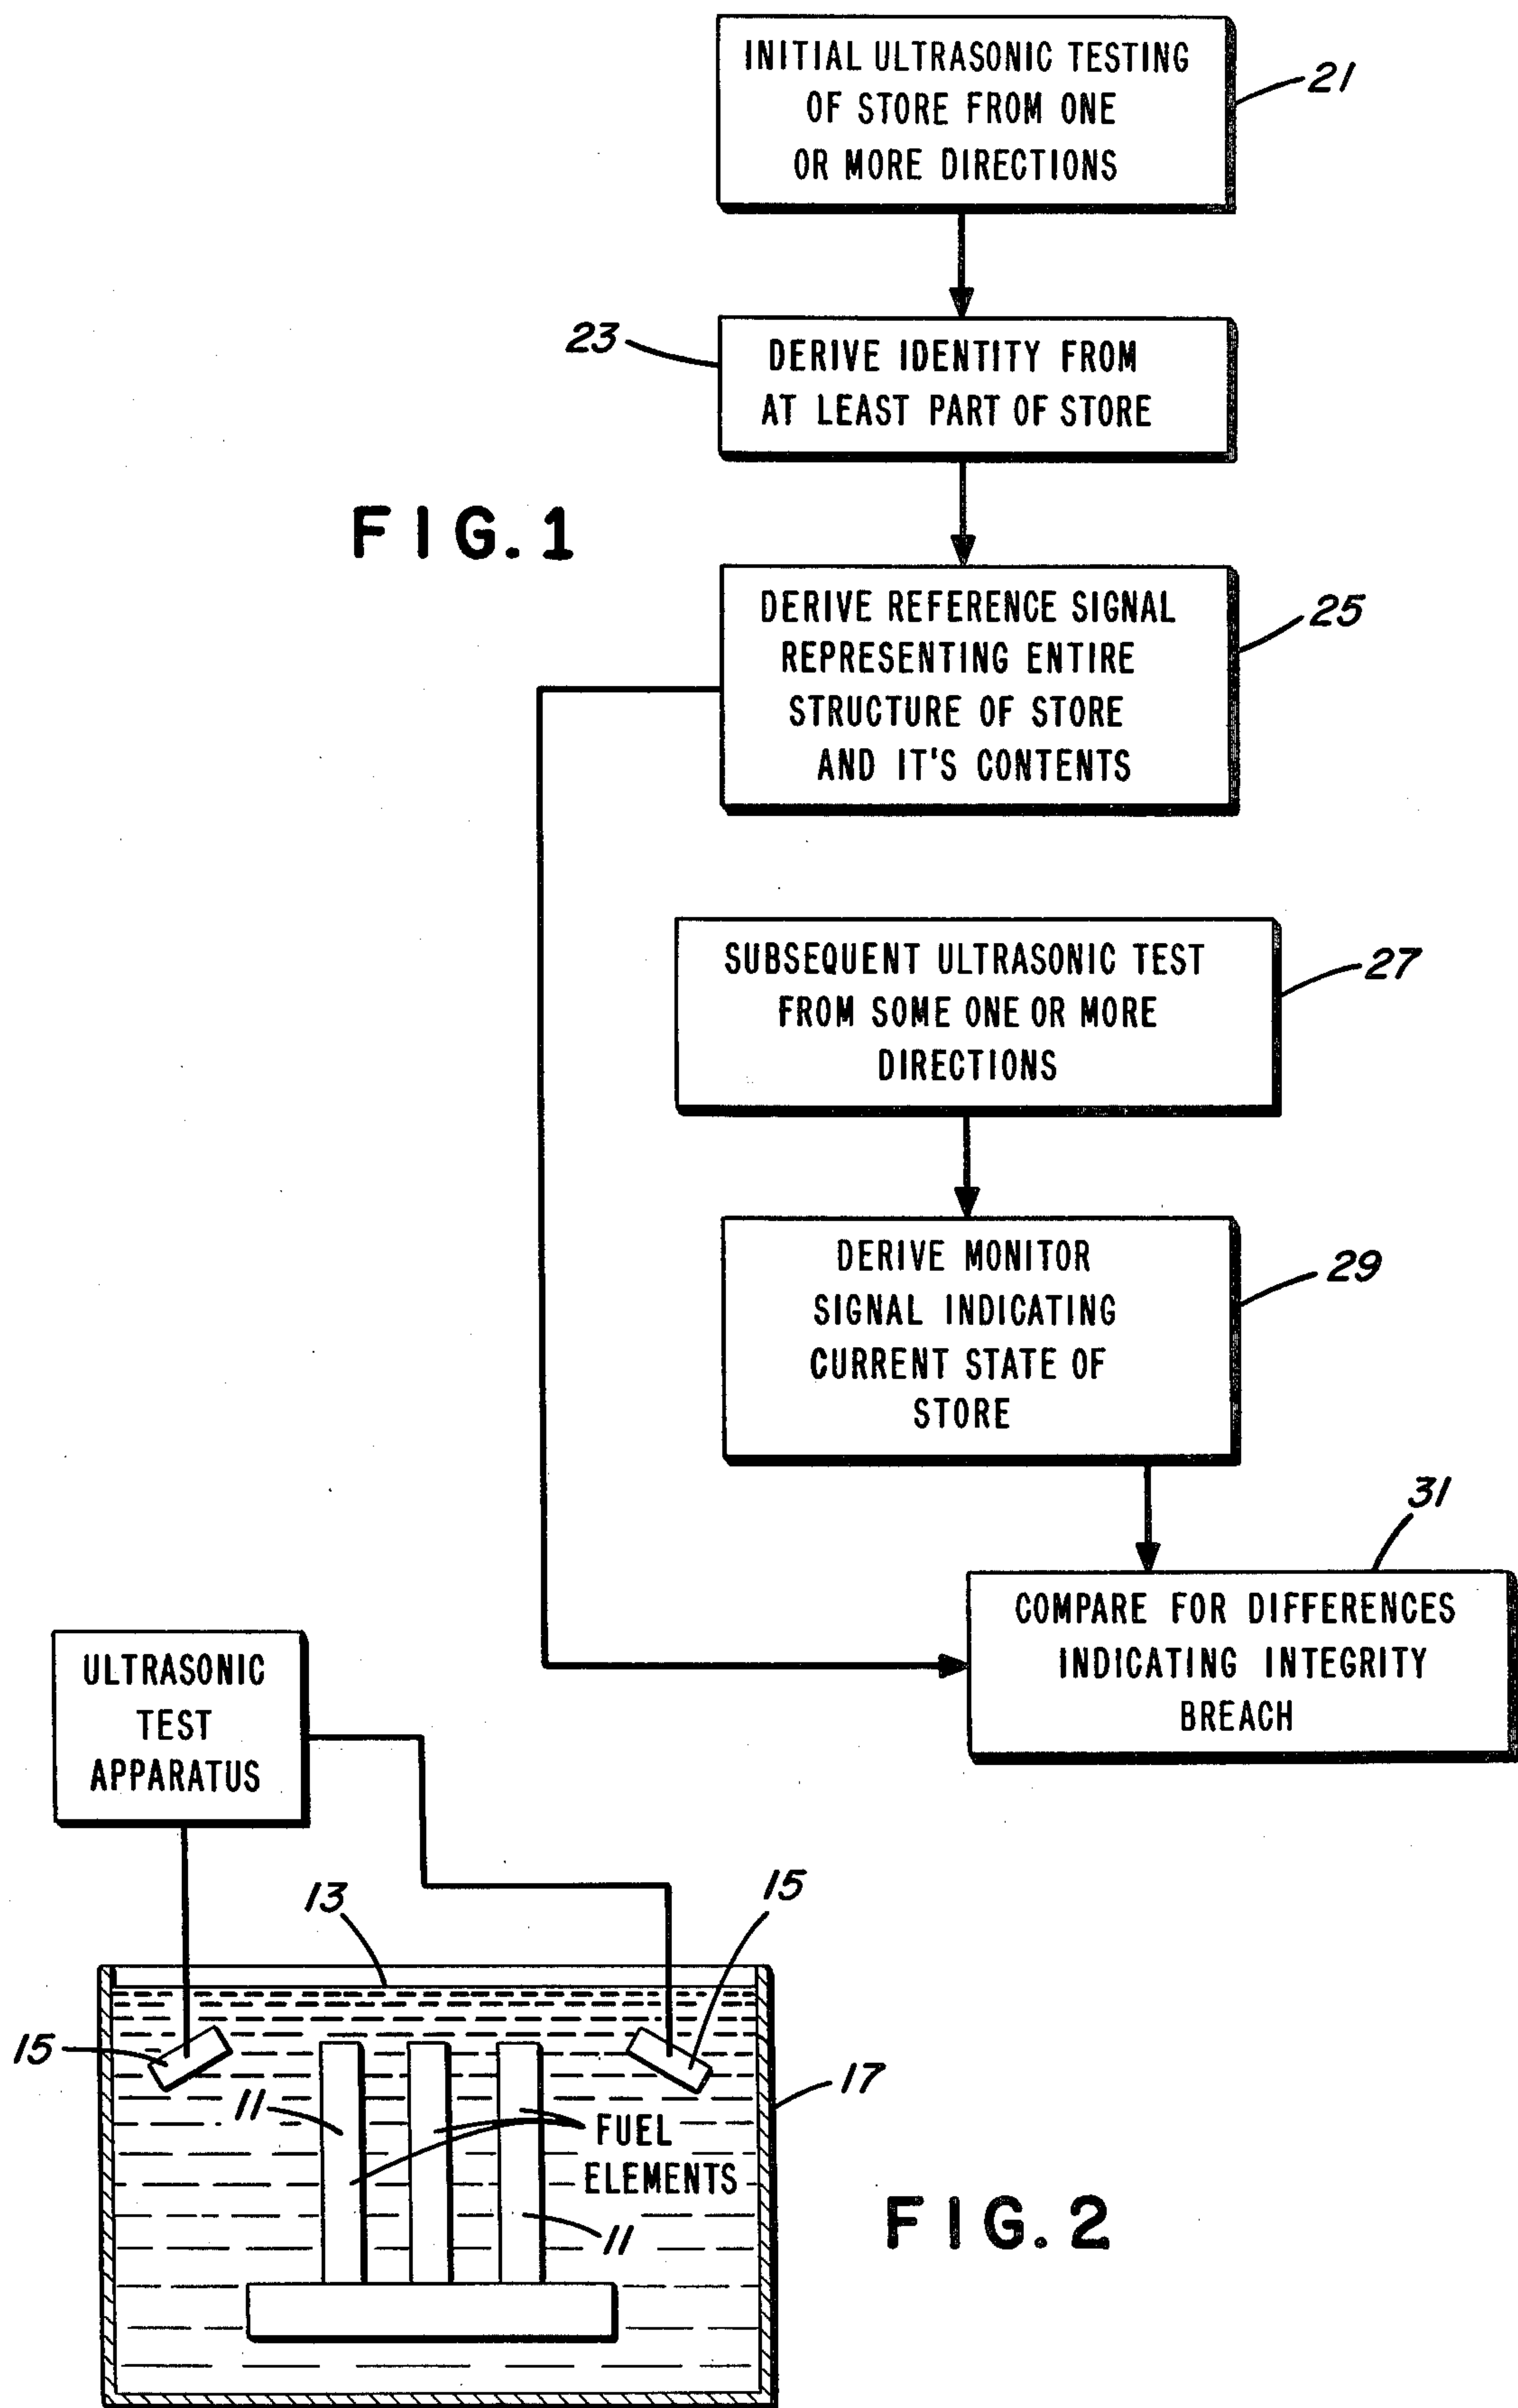 INITIAL ULTRASONIC TESTING
OF STORE FROM ONE
OR MORE DIRECTIONS
21
23
DERIVE IDENTITY FROM
AT LEAST PART OF STORE
FIG. 1
DERIVE REFERENCE SIGNAL
REPRESENTING ENTIRE
STRUCTURE OF STORE
AND IT'S CONTENTS
25
SUBSEQUENT ULTRASONIC TEST
FROM SOME ONE OR MORE
DIRECTIONS
27
DERIVE MONITOR
SIGNAL INDICATING
CURRENT STATE OF
STORE
29
31
COMPARE FOR DIFFERENCES
INDICATING INTEGRITY
BREACH
ULTRASONIC
TEST
APPARATUS
13
15
15
17
11
FUEL
ELEMENTS
11
FIG. 2